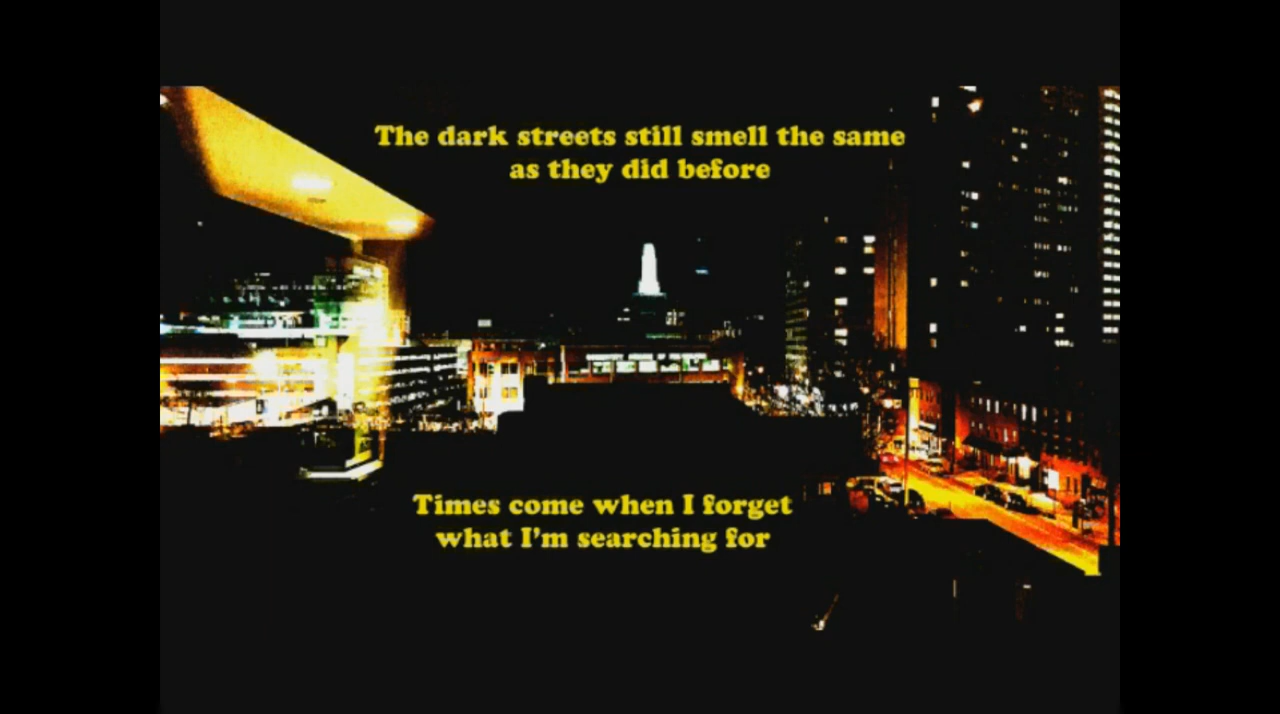 The dark streets still smell the same
as they did before
Times come when I forget
what I'm searching for